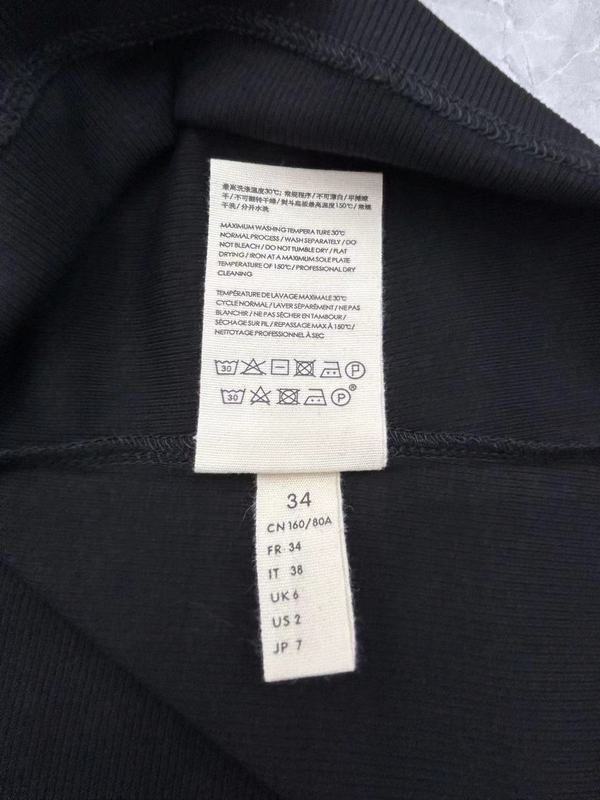 最高洗涤温度30℃; 常规程序/不可漂白/平摊晾
干/不可翻转干燥/熨斗底板最高温度150℃/常规
干洗/分开水洗
MAXIMUM WASHING TEMPERATURE 30℃
NORMAL PROCESS / WASH SEPARATELY / DO
NOT BLEACH / DO NOT TUMBLE DRY / FLAT
DRYING / IRON AT A MAXIMUM SOLE PLATE
TEMPERATURE OF 150℃ / PROFESSIONAL DRY
CLEANING
TEMPÉRATURE DE LAVAGE MAXIMALE 30℃
CYCLE NORMAL / LAVER SÉPARÉMENT / NE PAS
BLANCHIR / NE PAS SÉCHER EN TAMBOUR /
SÉCHAGE SUR FIL / REPASSAGE MAX À 150℃ /
NETTOYAGE PROFESSIONNEL À SEC
30 P
30 P ®
34
CN 160/80A
FR 34
IT 38
UK 6
US 2
JP 7